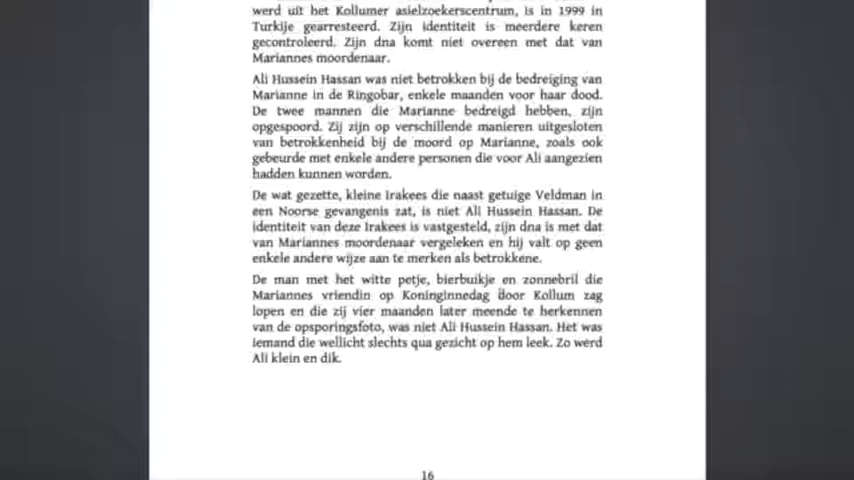 werd uit het Kollumer asielzoekerscentrum, is in 1999 in
Turkije gearresteerd. Zijn identiteit is meerdere keren
gecontroleerd. Zijn dna komt niet overeen met dat van
Mariannes moordenaar.
Ali Hussein Hassan was niet betrokken bij de bedreiging van
Marianne in de Ringobar, enkele maanden voor haar dood.
De twee mannen die Marianne bedreigd hebben, zijn
opgespoord. Zij zijn op verschillende manieren uitgesloten
van betrokkenheid bij de moord op Marianne, zoals ook
gebeurde met enkele andere personen die voor Ali aangezien
hadden kunnen worden.
De wat gezette, kleine Irakees die naast getuige Veldman in
een Noorse gevangenis zat, is niet Ali Hussein Hassan. De
identiteit van deze Irakees is vastgesteld, zijn dna is met dat
van Mariannes moordenaar vergeleken en hij valt op geen
enkele andere wijze aan te merken als betrokkene.
De man met het witte petje, bierbuikje en zonnebril die
Mariannes vriendin op Koninginnedag door Kollum zag
lopen en die zij vier maanden later meende te herkennen
van de opsporingsfoto, was niet Ali Hussein Hassan. Het was
iemand die wellicht slechts qua gezicht op hem leek. Zo werd
Ali klein en dik.
16